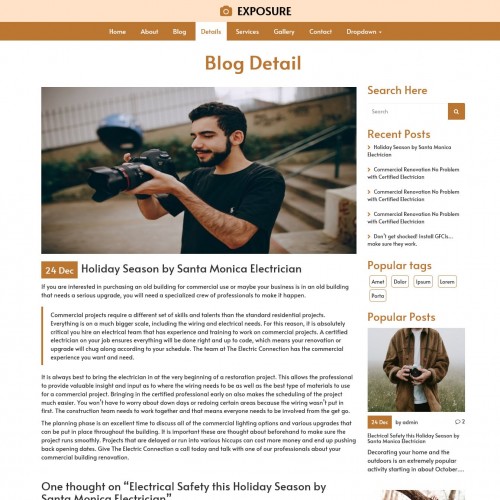 EXPOSURE
Home About Blog Details Services Gallery Contact Dropdown
Blog Detail
24 Dec Holiday Season by Santa Monica Electrician
If you are interested in purchasing an old building for commercial use or maybe your business is in an old building
that needs a serious upgrade, you will need a specialized crew of professionals to make it happen.
Commercial projects require a different set of skills and talents than the standard residential projects.
Everything is on a much bigger scale, including the wiring and electrical needs. For this reason, it is absolutely
critical you hire an electrical team that has experience and training to work on commercial projects. A certified
electrician on your job ensures everything will be done right and up to code, which means your renovation or
upgrade will chug along according to your schedule. The team at The Electric Connection has the commercial
experience you want and need.
It is always best to bring the electrician in at the very beginning of a restoration project. This allows the professional
to provide valuable insight and input as to where the wiring needs to be as well as the best type of materials to use
for a commercial project. Bringing in the certified professional early on also makes the scheduling of the project
much easier. You won't have to worry about down days or redoing certain areas because the wiring wasn't put in
first. The construction team needs to work together and that means everyone needs to be involved from the get go.
The planning phase is an excellent time to discuss all of the commercial lighting options and various upgrades that
can be put in place throughout the building. It is important these are thought about beforehand to make sure the
project runs smoothly. Projects that are delayed or run into various hiccups can cost more money and end up pushing
back opening dates. Give The Electric Connection a call today and talk with one of our professionals about your
commercial building renovation.
One thought on “Electrical Safety this Holiday Season by
Santa Monica Electrician”
Search Here
Search
Recent Posts
Holiday Season by Santa Monica
Electrician
Commercial Renovation No Problem
with Certified Electrician
Commercial Renovation No Problem
with Certified Electrician
Commercial Renovation No Problem
with Certified Electrician
Don't get shocked! Install GFCIs...
make sure they work.
Popular tags
Amet Dolor Ipsum Lorem
Porta
Popular Posts
24 Dec by admin 2
Electrical Safety this Holiday Season by
Santa Monica Electrician
Decorating your home and the
outdoors is an extremely popular
activity starting in about October....